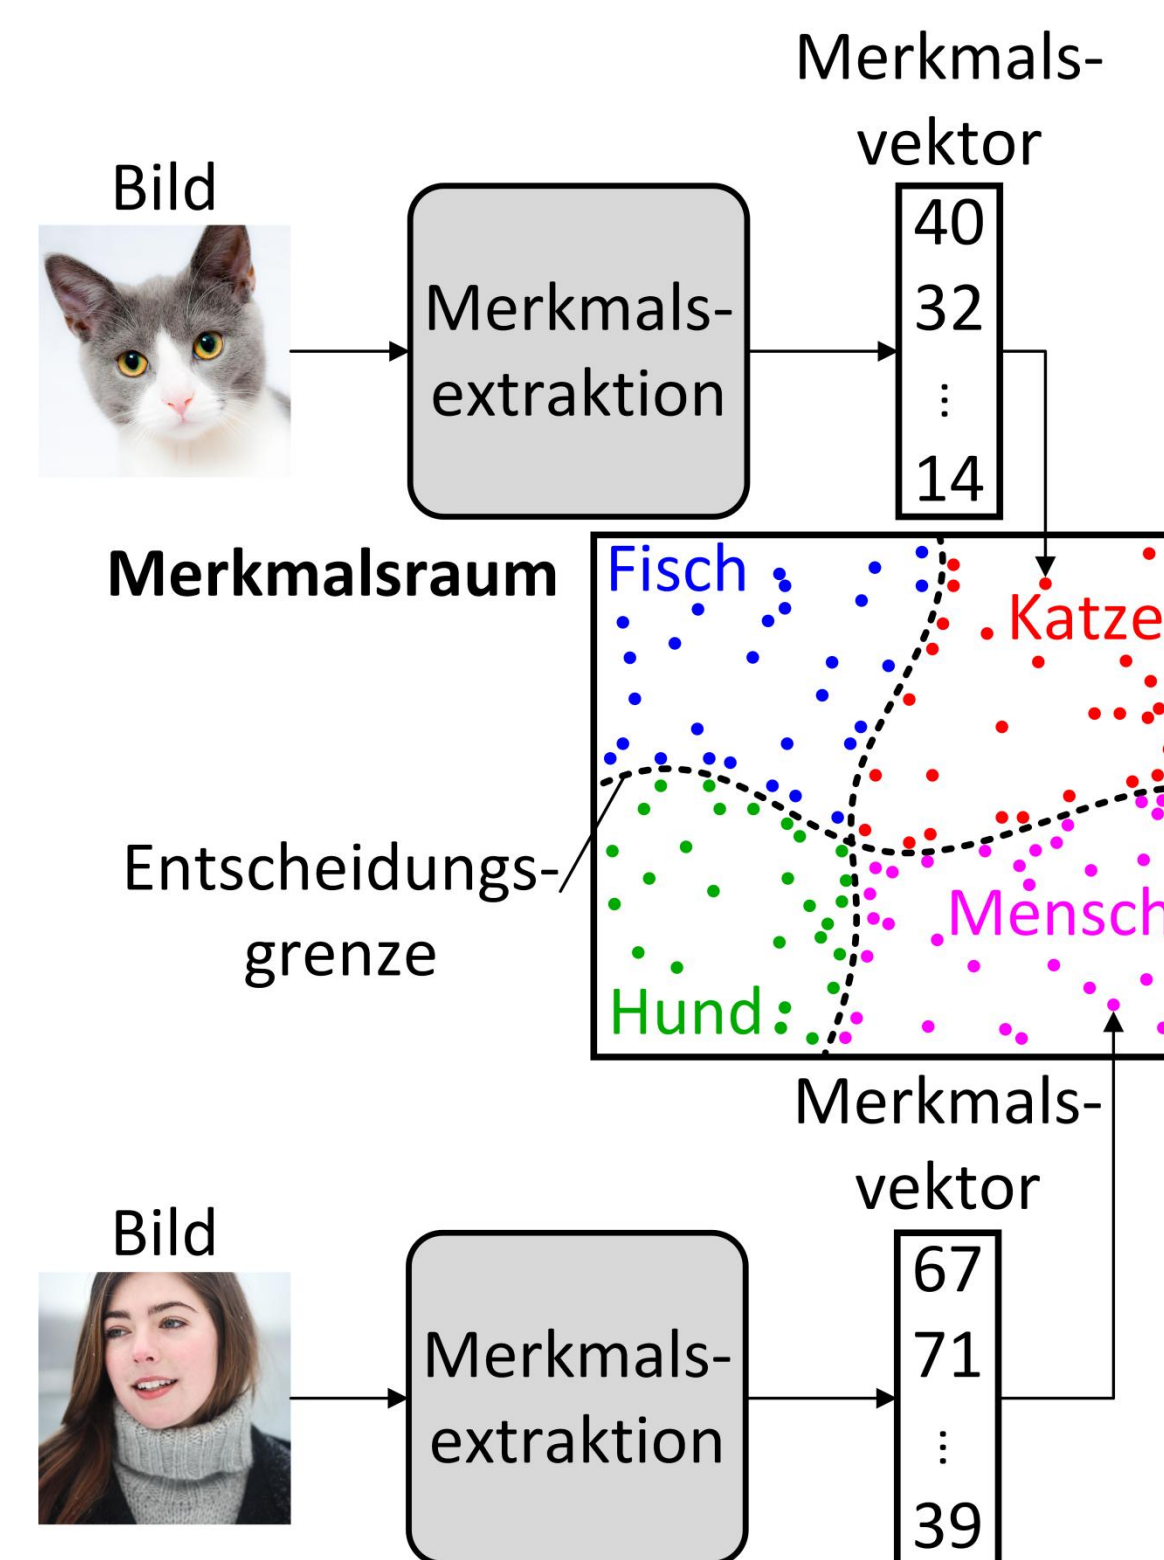 Merkmals-
vektor
Bild
40
32
⋮
14
Merkmals-
extraktion
Merkmalsraum
Fisch
Katze
Entscheidungs-
grenze
Mensch
Hund
Merkmals-
vektor
Bild
67
71
⋮
39
Merkmals-
extraktion